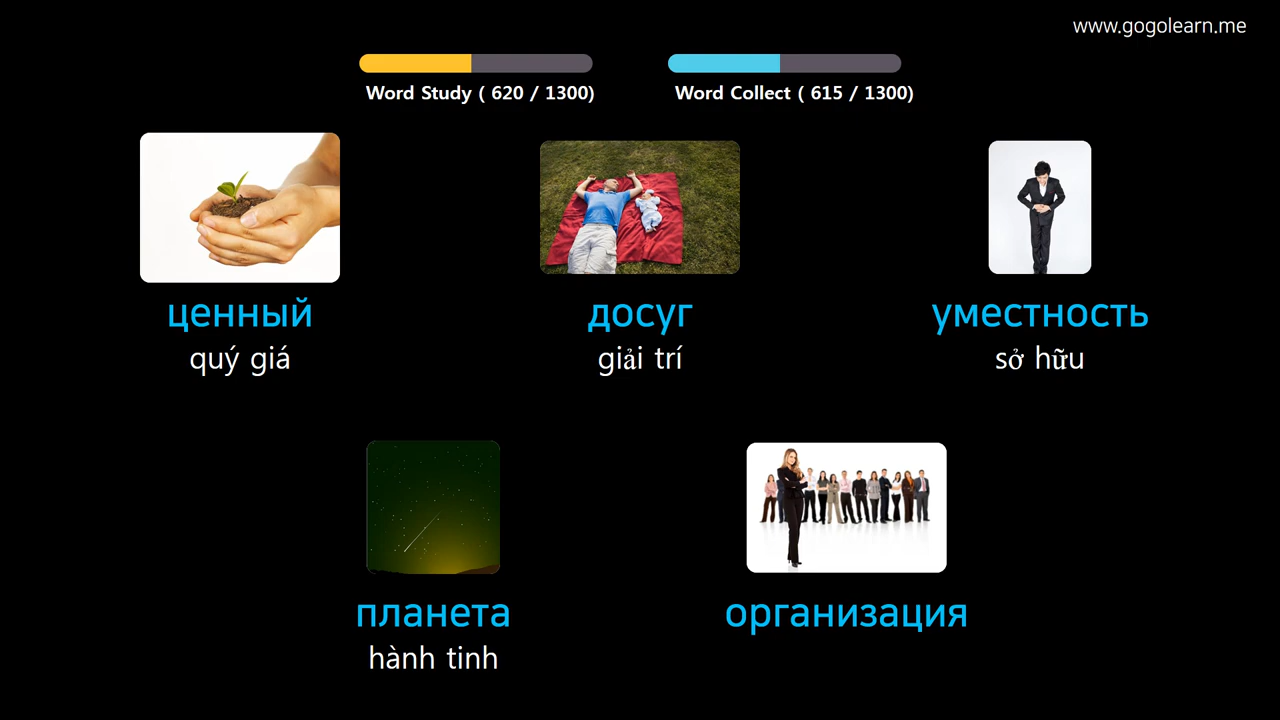 www.gogolearn.me
Word Study ( 620 / 1300)
Word Collect ( 615 / 1300)
ценный
quý giá
досуг
giải trí
уместность
sở hữu
планета
hành tinh
организация